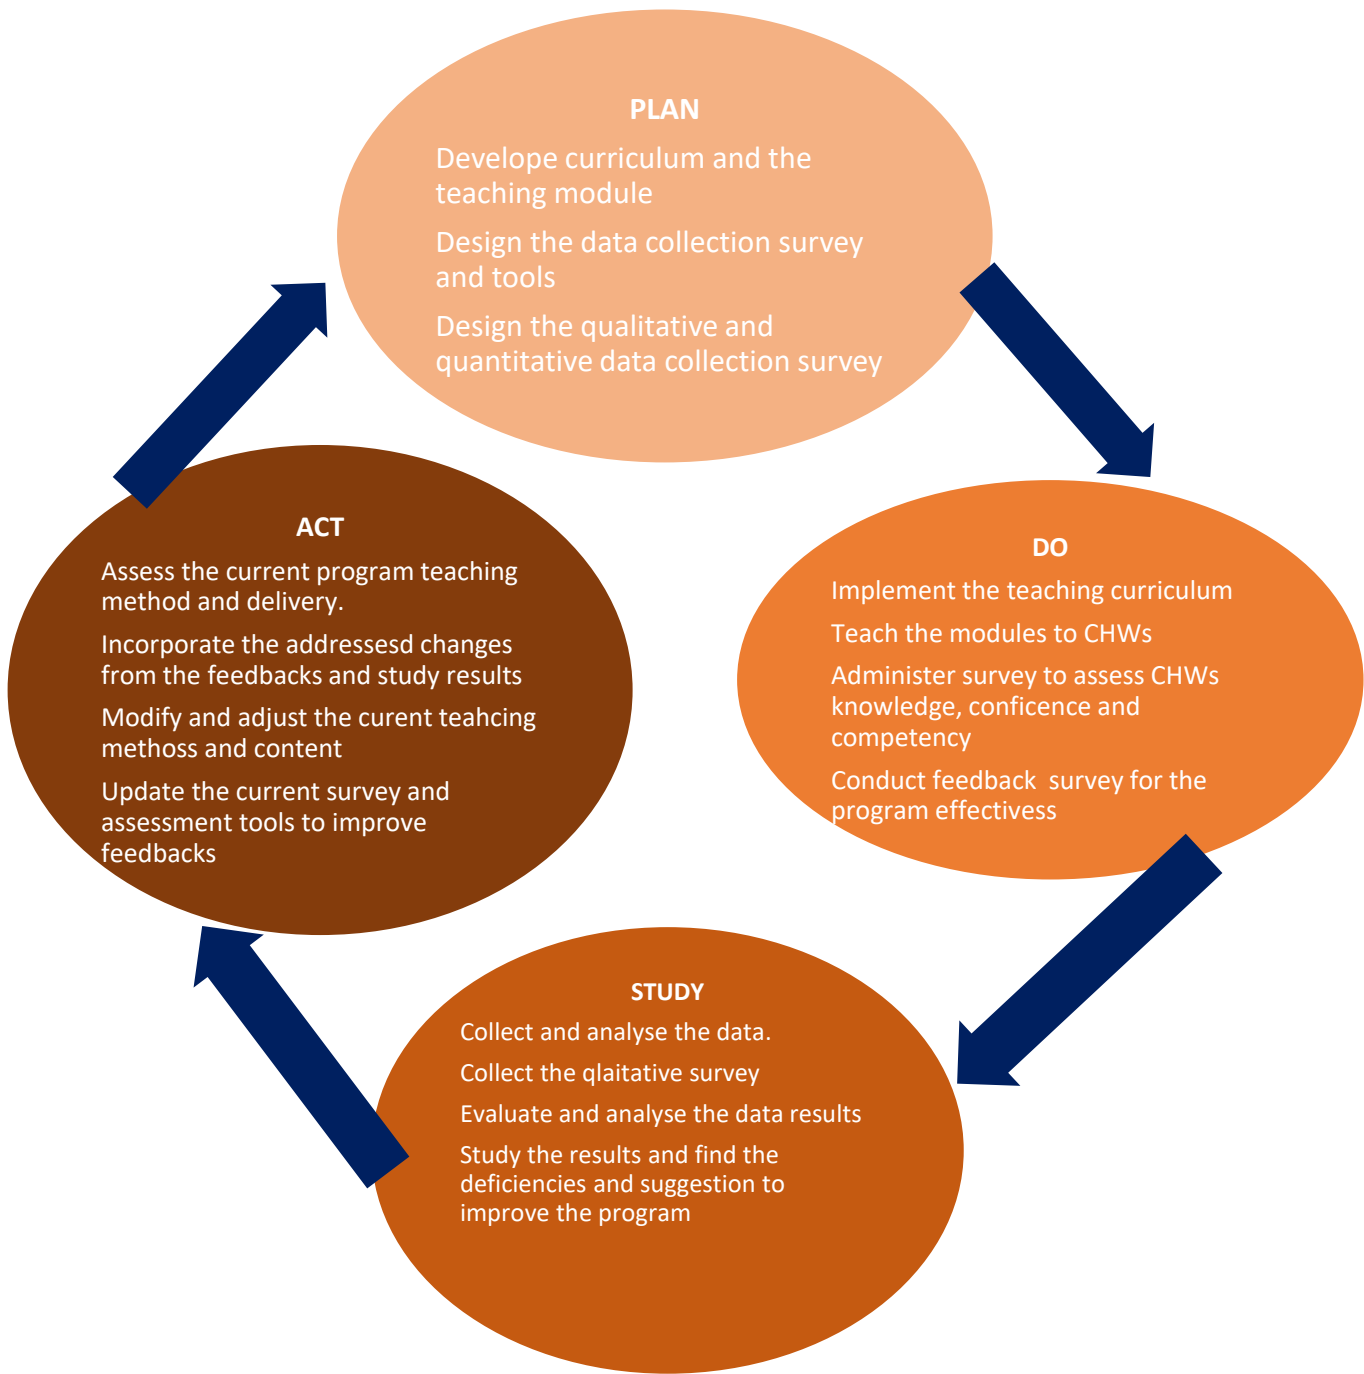 PLAN
Develope curriculum and the
teaching module
Design the data collection survey
and tools
Design the qualitative and
quantitative data collection survey
DO
Implement the teaching curriculum
Teach the modules to CHWs
Administer survey to assess CHWs
knowledge, conficence and
competency
Conduct feedback  survey for the
program effectivess
STUDY
Collect and analyse the data.
Collect the qlaitative survey
Evaluate and analyse the data results
Study the results and find the
deficiencies and suggestion to
improve the program
ACT
Assess the current program teaching
method and delivery.
Incorporate the addressesd changes
from the feedbacks and study results
Modify and adjust the curent teahcing
methoss and content
Update the current survey and
assessment tools to improve
feedbacks